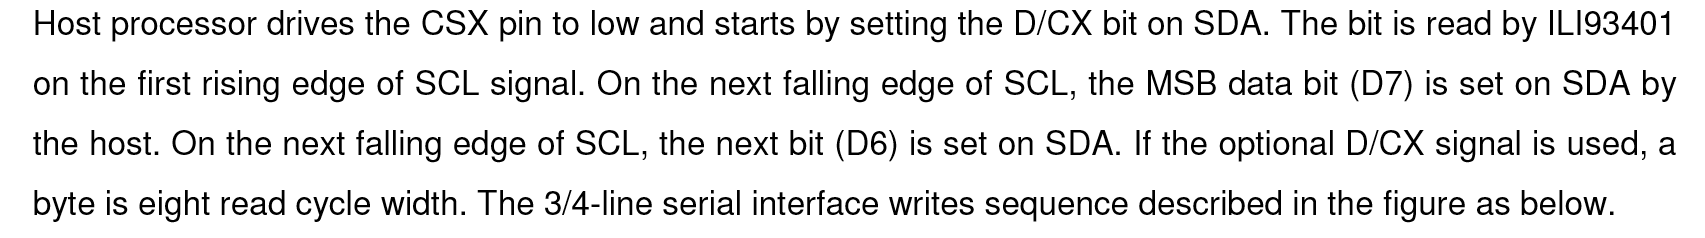 Host processor drives the CSX pin to low and starts by setting the D/CX bit on SDA. The bit is read by ILI93401
on the first rising edge of SCL signal. On the next falling edge of SCL, the MSB data bit (D7) is set on SDA by
the host. On the next falling edge of SCL, the next bit (D6) is set on SDA. If the optional D/CX signal is used, a
byte is eight read cycle width. The 3/4-line serial interface writes sequence described in the figure as below.